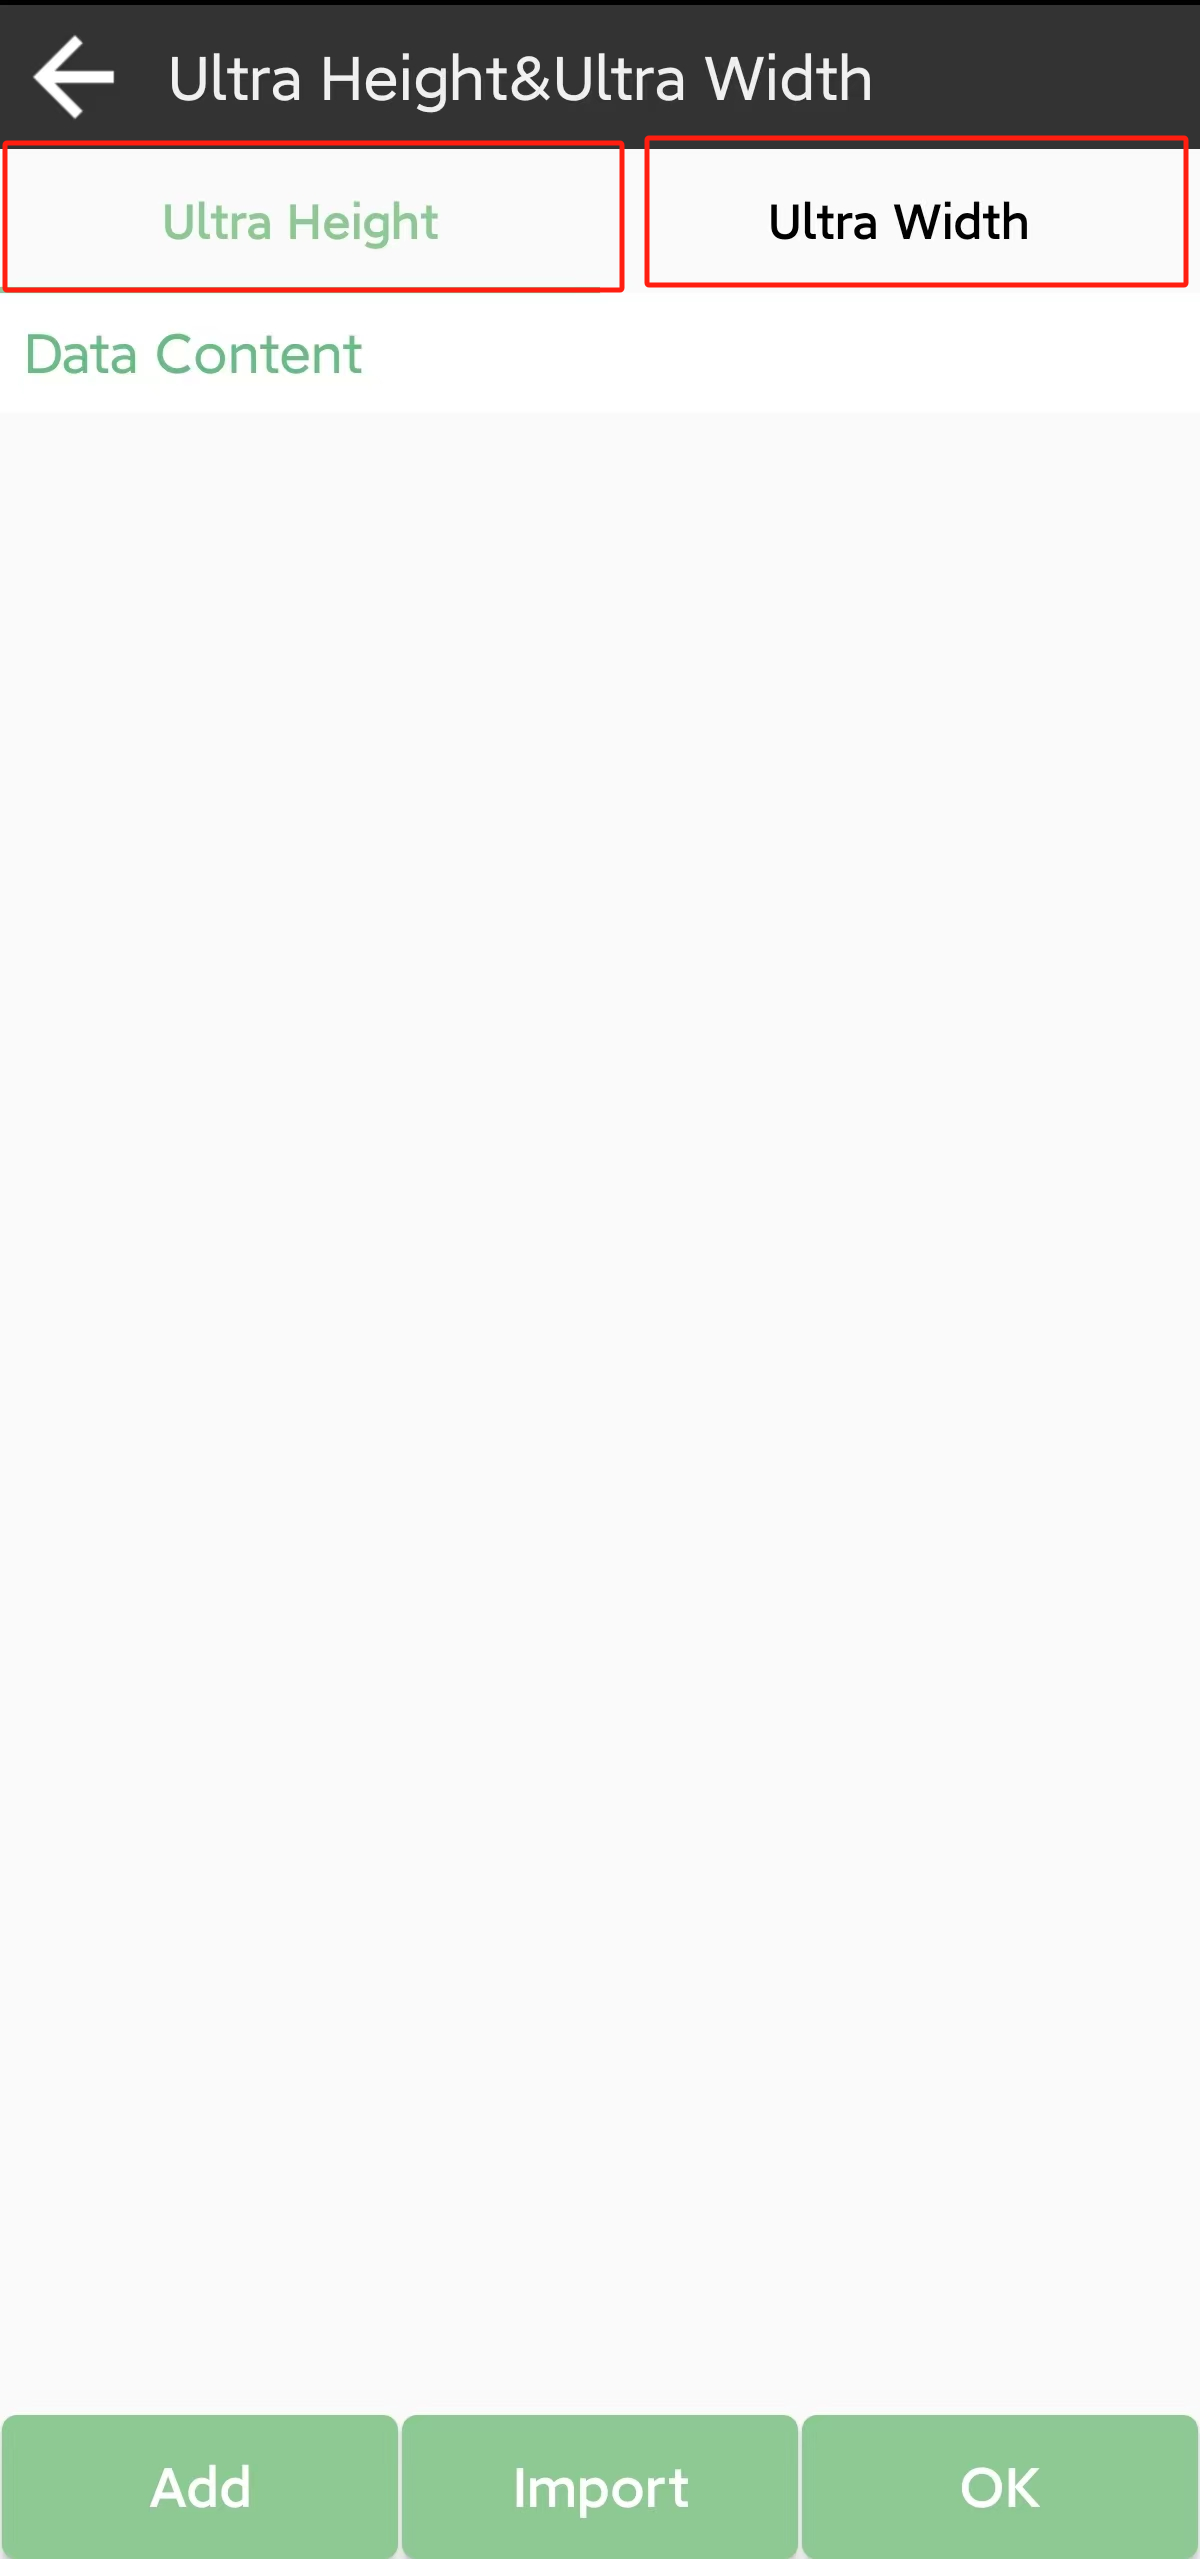 Ultra Height&Ultra Width
Ultra Height Ultra Width
Data Content
Add Import OK